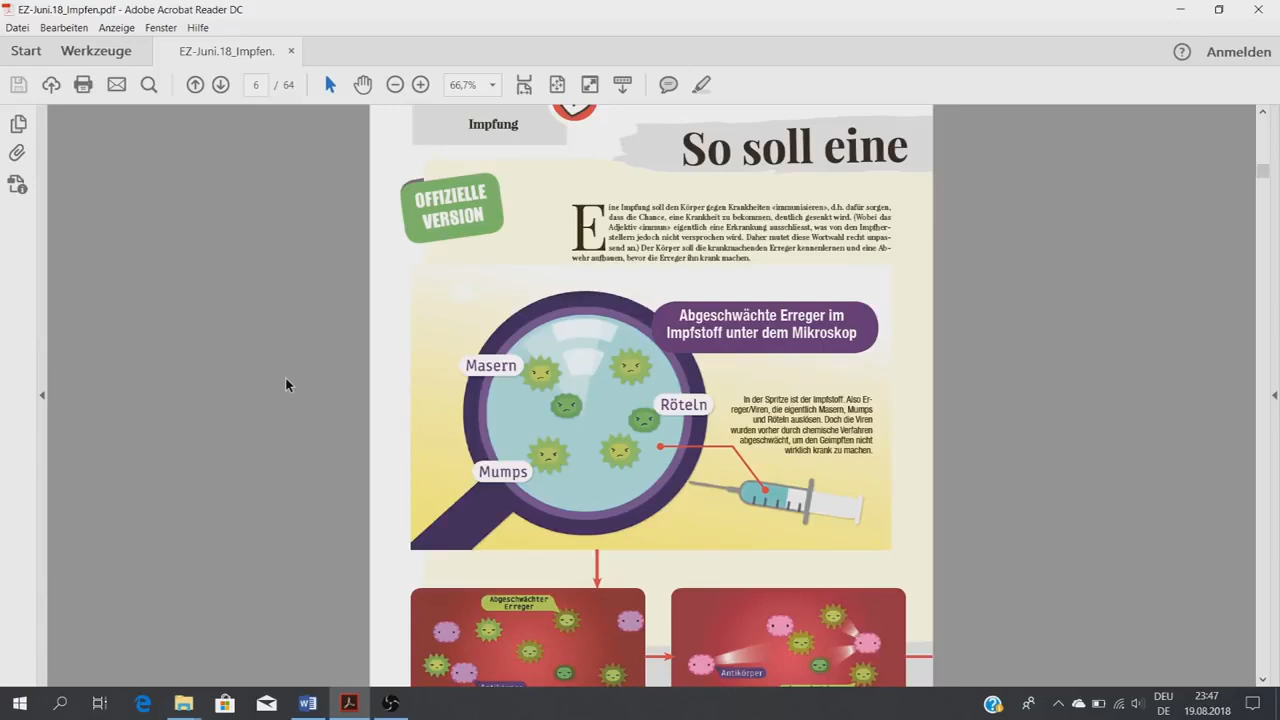 EZ-Juni.18_Impfen.pdf - Adobe Acrobat Reader DC
Datei Bearbeiten Anzeige Fenster Hilfe
Start Werkzeuge EZ-Juni.18_Impfen. × Anmelden
6 / 64 66,7%
Impfung
So soll eine
OFFIZIELLE
VERSION
Eine Impfung soll den Körper gegen Krankheiten «immunisieren», d.h. dafür sorgen,
dass die Chance, eine Krankheit zu bekommen, deutlich gesenkt wird. (Wobei das
Adjektiv «immun» eigentlich eine Erkrankung ausschliesst, was von den Impfher-
stellern jedoch nicht versprochen wird. Daher mutet diese Wortwahl recht unpas-
send an.) Der Körper soll die krankmachenden Erreger kennenlernen und eine Ab-
wehr aufbauen, bevor die Erreger ihn krank machen.
Abgeschwächte Erreger im
Impfstoff unter dem Mikroskop
Masern
Röteln
Mumps
In der Spritze ist der Impfstoff. Also Er-
reger/Viren, die eigentlich Masern, Mumps
und Röteln auslösen. Doch die Viren
wurden vorher durch chemische Verfahren
abgeschwächt, um den Geimpften nicht
wirklich krank zu machen.
Abgeschwächter
Erreger
Antikörper
Antikörper
DEU
DE
23:47
19.08.2018